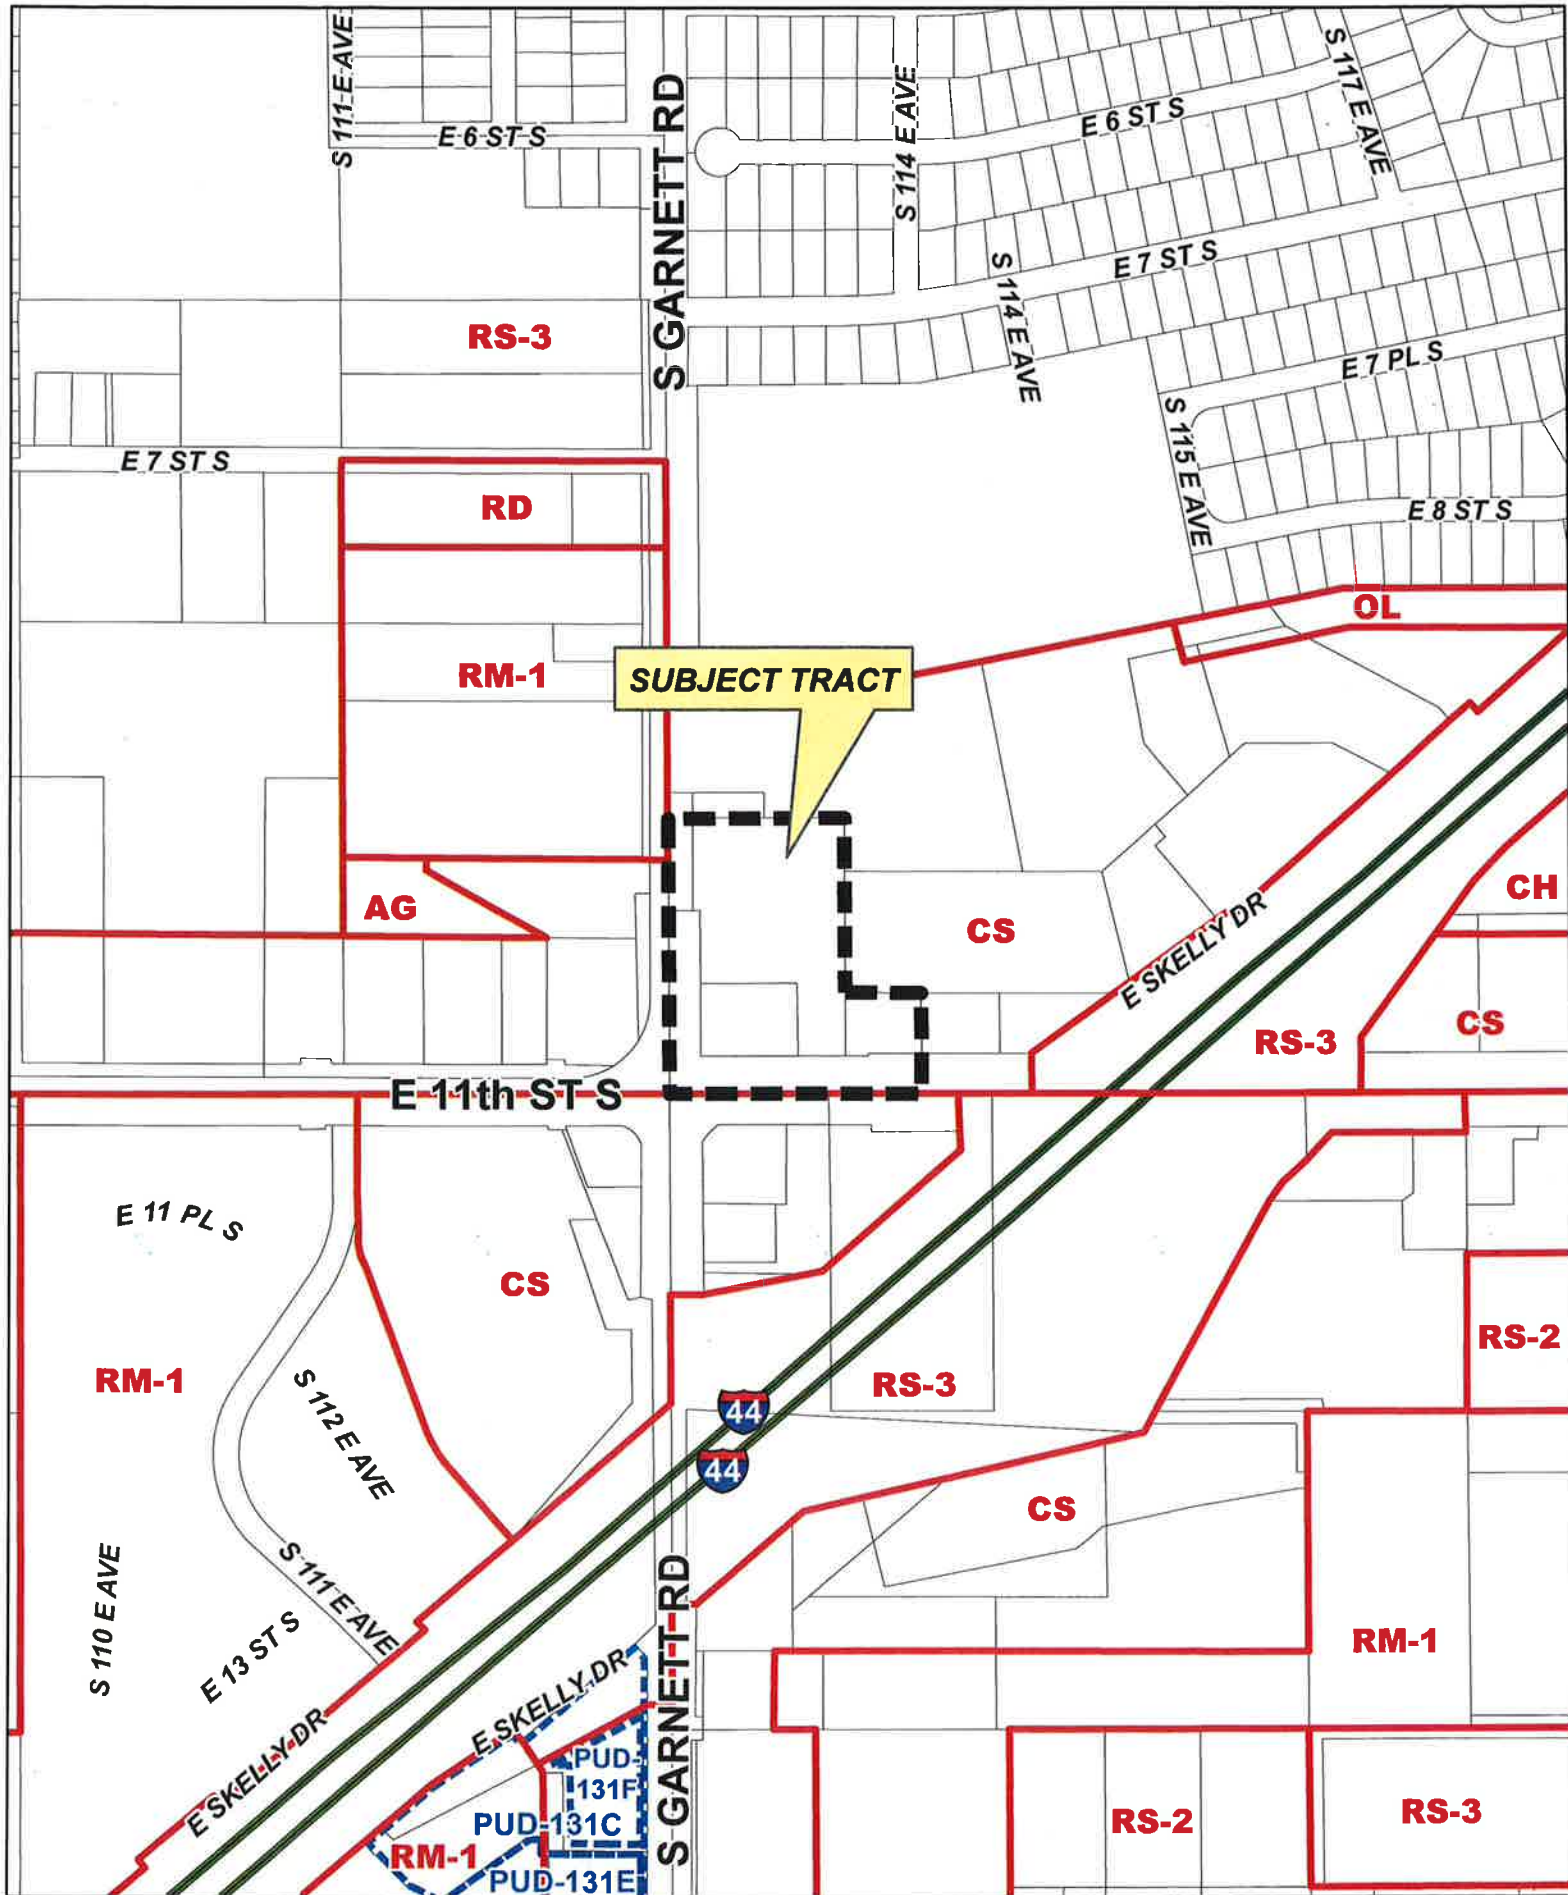 S 111 E AVE
E 6 ST S
S GARNETT RD
S 114 E AVE
E 6 ST S
S 117 E AVE
E 7 ST S
S 114 E AVE
RS-3
E 7 PL S
S 115 E AVE
E 7 ST S
RD
E 8 ST S
OL
RM-1
SUBJECT TRACT
AG
CS
CH
E SKELLY DR
RS-3
CS
E 11th ST S
E 11 PL S
CS
RS-2
RM-1
S 112 E AVE
RS-3
44
44
CS
S 110 E AVE
S 111 E AVE
E 13 ST S
RM-1
E SKELLY DR
E SKELLY DR
S GARNETT RD
PUD-
131F
PUD-131C
RM-1
PUD-131E
RS-2
RS-3